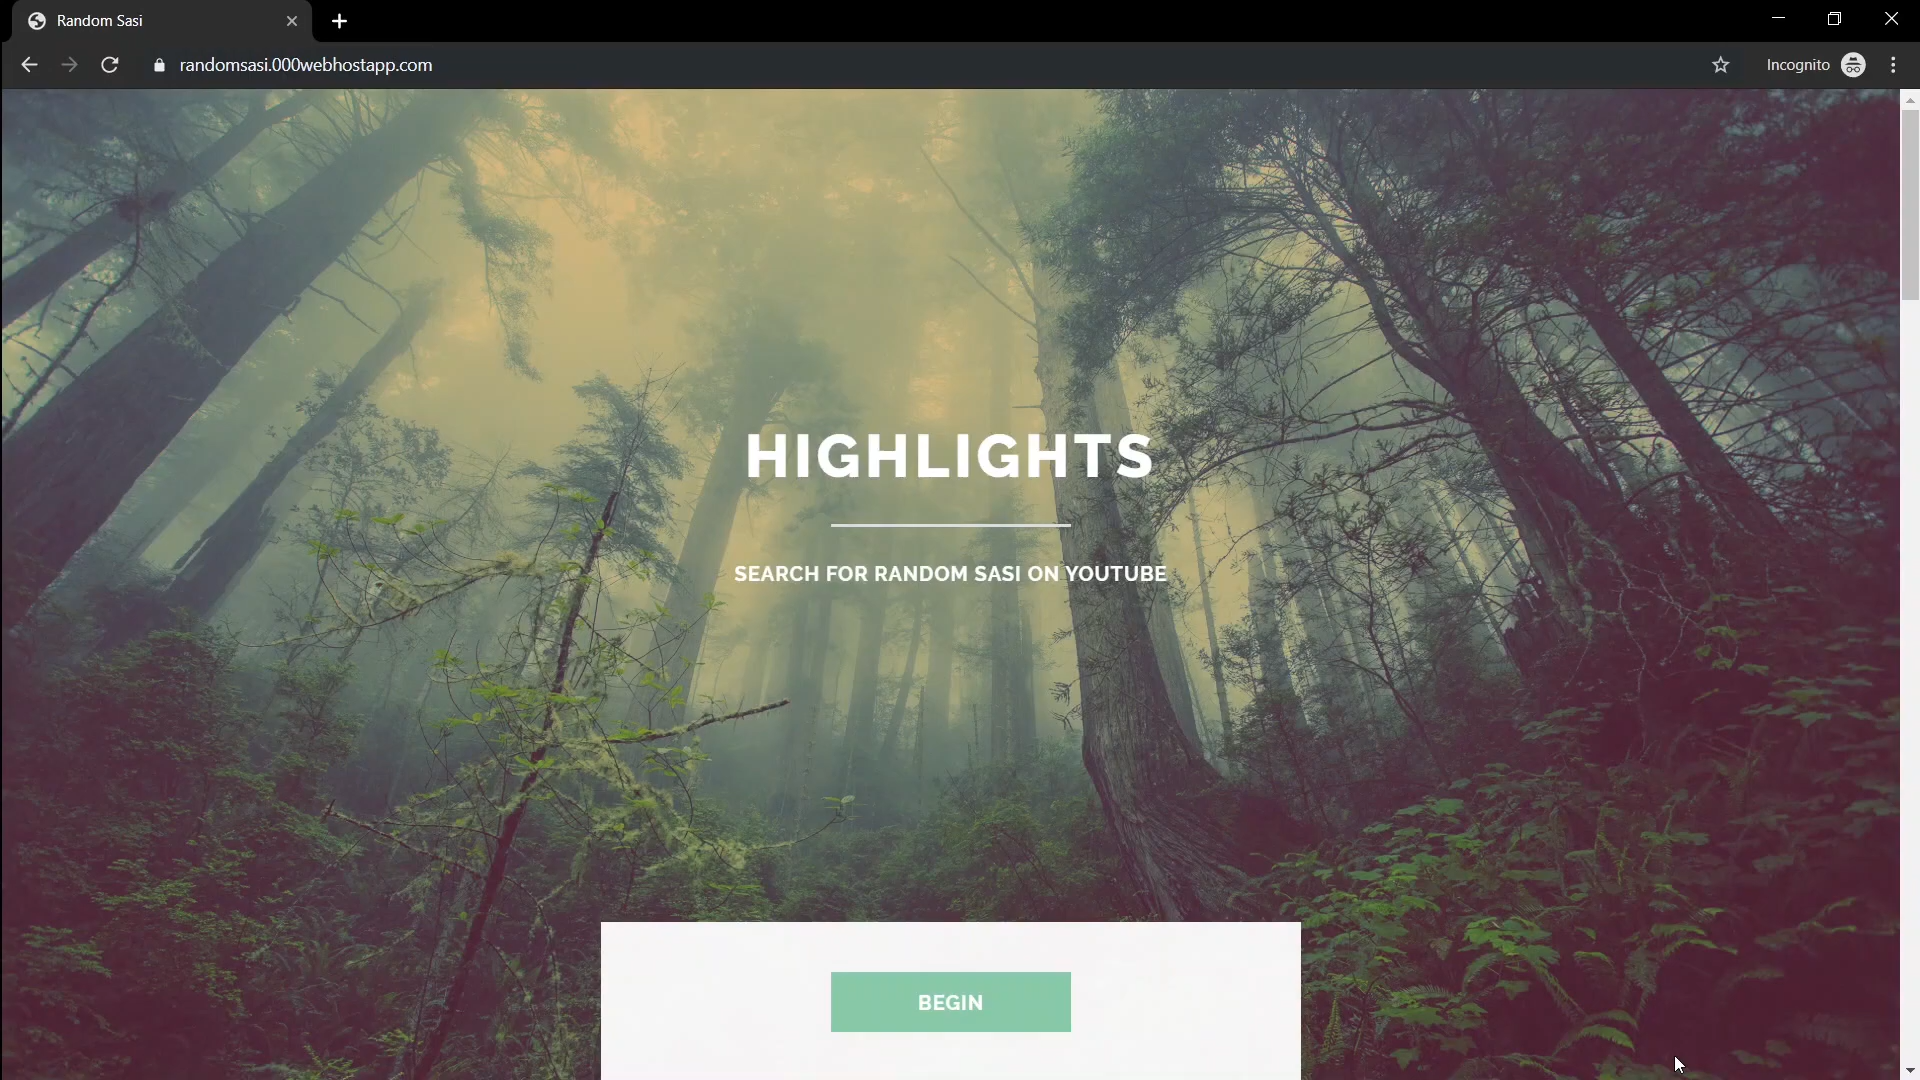 Random Sasi
randomsasi.000webhostapp.com
Incognito
HIGHLIGHTS
SEARCH FOR RANDOM SASI ON YOUTUBE
BEGIN